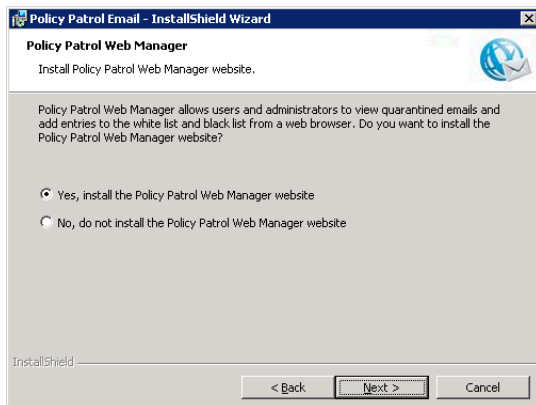 Policy Patrol Email - InstallShield Wizard
Policy Patrol Web Manager
Install Policy Patrol Web Manager website.
Policy Patrol Web Manager allows users and administrators to view quarantined emails and
add entries to the white list and black list from a web browser. Do you want to install the
Policy Patrol Web Manager website?
Yes, install the Policy Patrol Web Manager website
No, do not install the Policy Patrol Web Manager website
InstallShield
< Back
Next >
Cancel